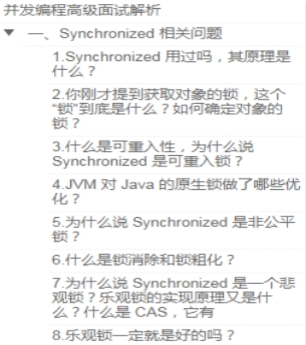 并发编程高级面试解析
一、Synchronized 相关问题
1.Synchronized 用过吗，其原理是
什么？
2.你刚才提到获取对象的锁，这个
“锁”到底是什么？如何确定对象的
锁？
3.什么是可重入性，为什么说
Synchronized 是可重入锁？
4.JVM 对 Java 的原生锁做了哪些优
化？
5.为什么说 Synchronized 是非公平
锁？
6.什么是锁消除和锁粗化？
7.为什么说 Synchronized 是一个悲
观锁？乐观锁的实现原理又是什
么？什么是 CAS，它有
8.乐观锁一定就是好的吗？